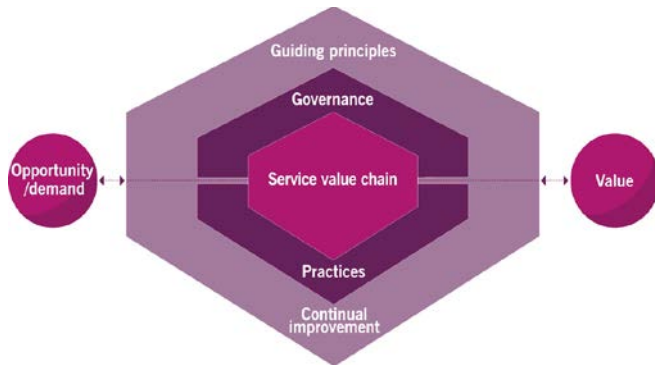 Guiding principles
Governance
Opportunity
/demand
Service value chain
Value
Practices
Continual
improvement